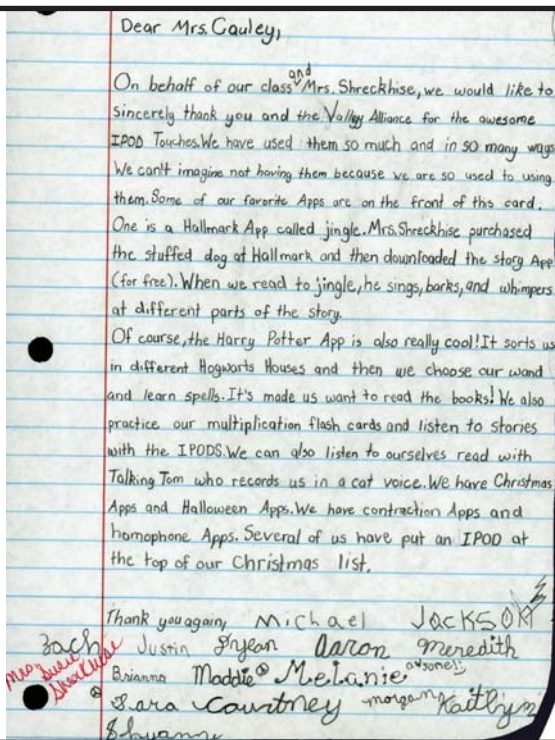 Dear Mrs. Cauley,
On behalf of our class and Mrs. Shreckhise, we would like to
sincerely thank you and the Valley Alliance for the awesome
IPOD Touches. We have used them so much and in so many ways
We can't imagine not having them because we are so used to using
them. Some of our favorite Apps are on the front of this card.
One is a Hallmark App called jingle. Mrs. Shreckhise purchased
the stuffed dog at Hallmark and then downloaded the story App
(for free). When we read to jingle, he sings, barks, and whimpers
at different parts of the story.
Of course, the Harry Potter App is also really cool! It sorts us
in different Hogwarts Houses and then we choose our wand
and learn spells. It's made us want to read the books! We also
practice our multiplication flash cards and listen to stories
with the IPODS. We can also listen to ourselves read with
Talking Tom who records us in a cat voice. We have Christmas
Apps and Halloween Apps. We have contraction Apps and
homophone Apps. Several of us have put an IPOD at
the top of our Christmas list.
Thank you again, Michael JACKSON
Zach Justin Aaron meredith
Mrs. Susie Shreckhise
Brianna Maddie Melanie awsome!!
Sara Courtney morgan Kaitlyn
Shyanne